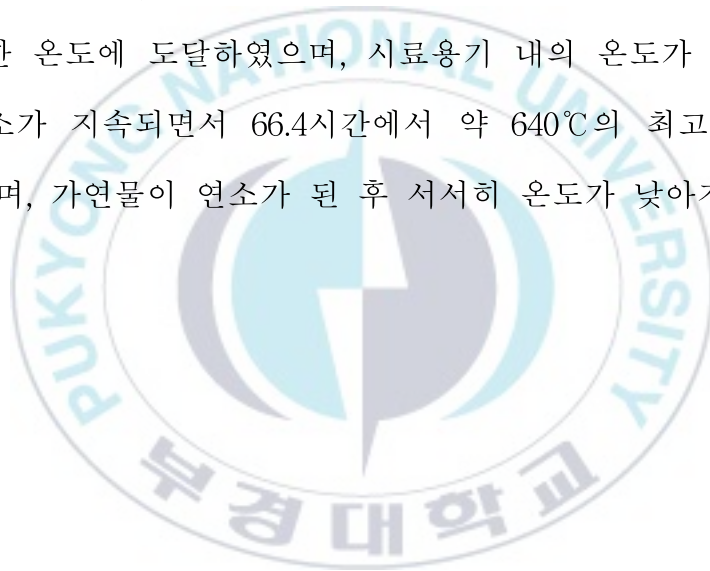 한 온도에 도달하였으며, 시료용기 내의 온도가
소가 지속되면서 66.4시간에서 약 640℃의 최고
며, 가연물이 연소가 된 후 서서히 온도가 낮아
PUKYONG NATIONAL UNIVERSITY
부경대학교